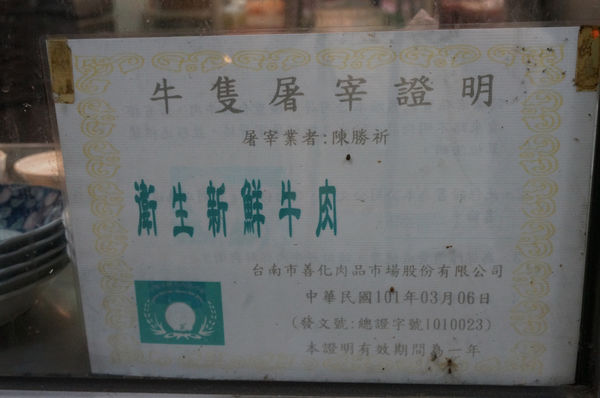 牛隻屠宰證明
屠宰業者:陳勝祈
衛生新鮮牛肉
台南市善化肉品市場股份有限公司
中華民國101年03月06日
(發文號:總證字號1010023)
本證明有效期間為一年